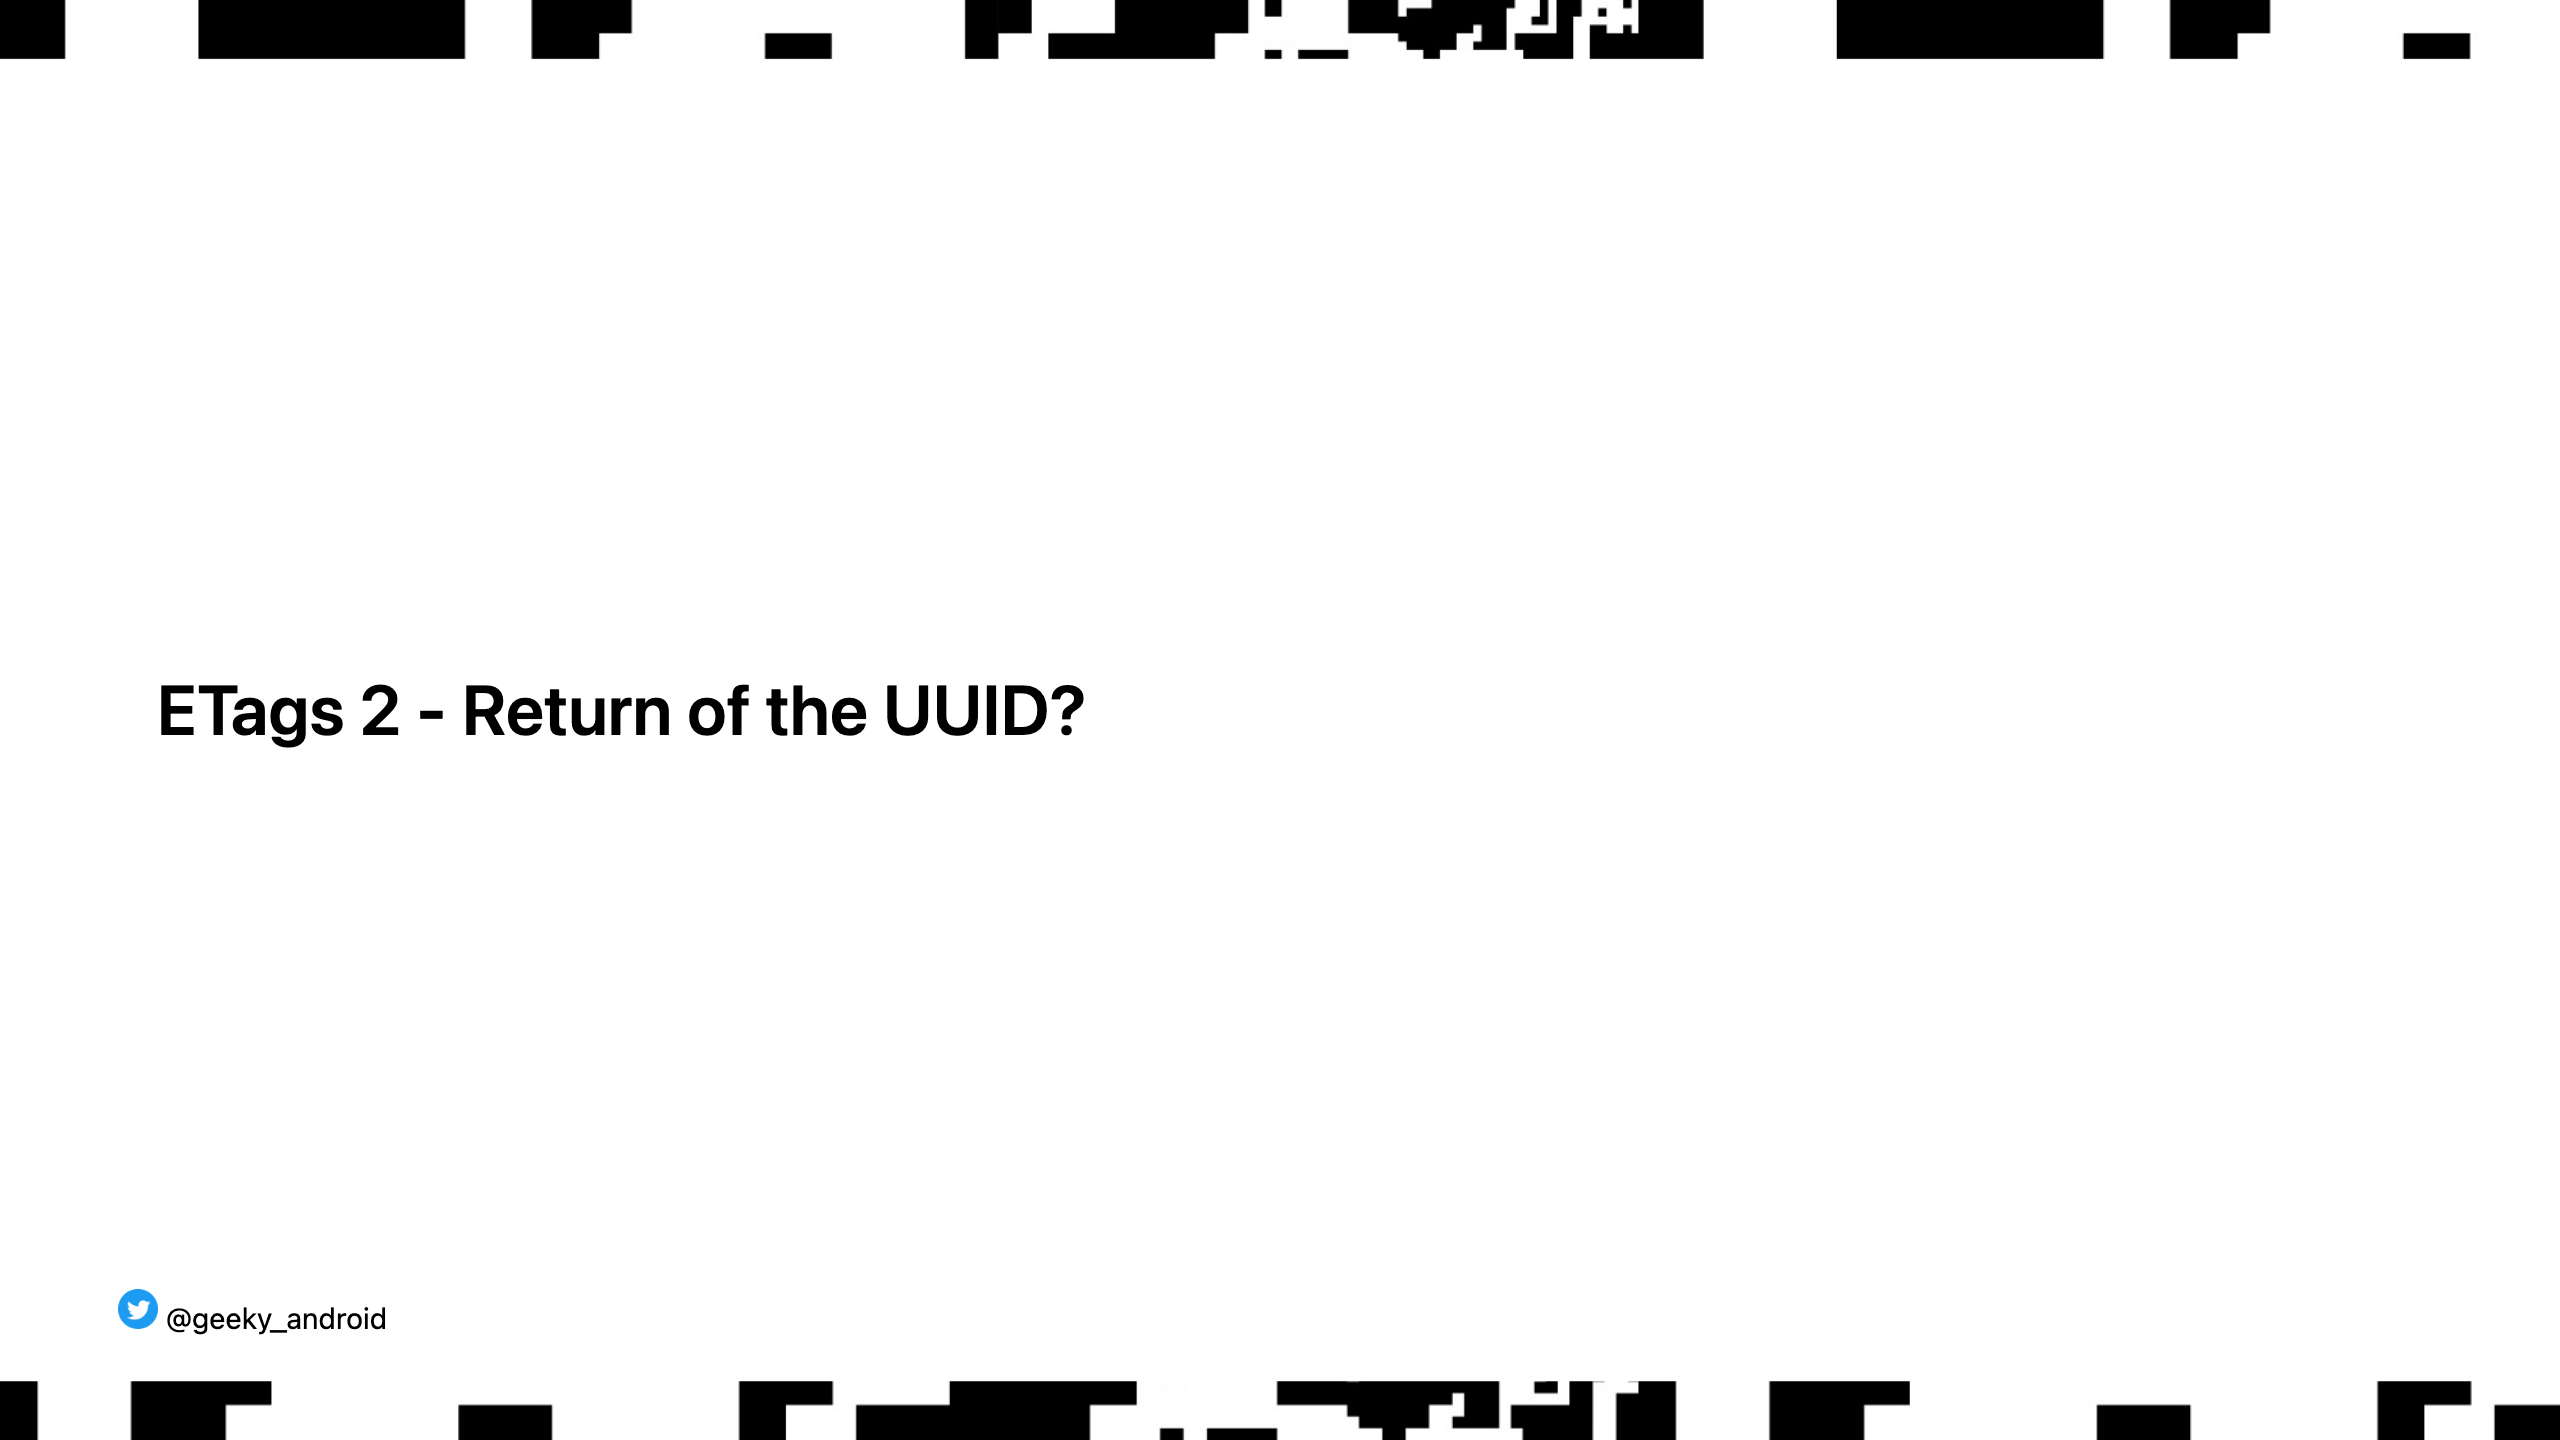 ETags 2 - Return of the UUID?
@geeky_android